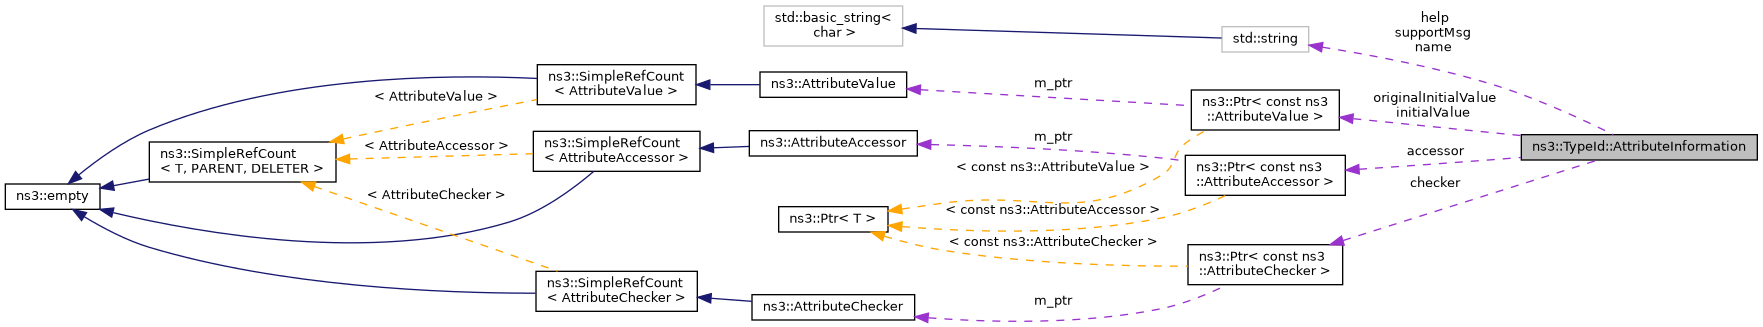 std::basic_string<
char >
std::string
help
supportMsg
name
ns3::SimpleRefCount
< AttributeValue >
ns3::AttributeValue
m_ptr
ns3::Ptr< const ns3
::AttributeValue >
originalInitialValue
initialValue
< AttributeValue >
ns3::TypeId::AttributeInformation
ns3::SimpleRefCount
< T, PARENT, DELETER >
< AttributeAccessor >
ns3::SimpleRefCount
< AttributeAccessor >
ns3::AttributeAccessor
m_ptr
ns3::Ptr< const ns3
::AttributeAccessor >
accessor
< const ns3::AttributeValue >
checker
ns3::empty
< AttributeChecker >
ns3::Ptr< T >
< const ns3::AttributeAccessor >
< const ns3::AttributeChecker >
ns3::Ptr< const ns3
::AttributeChecker >
ns3::SimpleRefCount
< AttributeChecker >
ns3::AttributeChecker
m_ptr